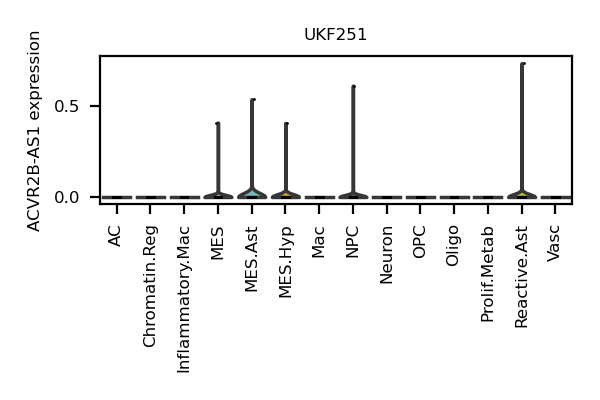 UKF251
ACVR2B-AS1 expression
0.5
0.0
AC
Chromatin.Reg
Inflammatory.Mac
MES
MES.Ast
MES.Hyp
Mac
NPC
Neuron
OPC
Oligo
Prolif.Metab
Reactive.Ast
Vasc